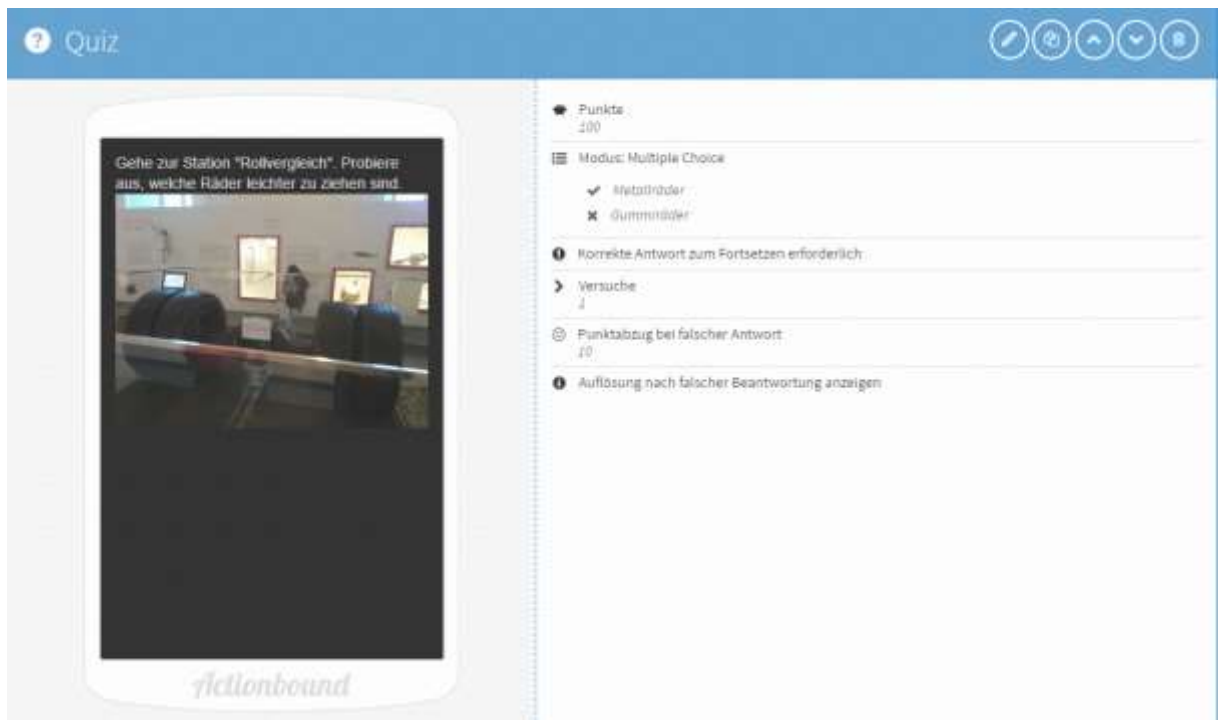 Quiz
Gehe zur Station "Rollvergleich". Probiere
aus, welche Räder leichter zu ziehen sind.
Actionbound
Punkte
100
Modus: Multiple Choice
Metallräder
Gummiräder
Korrekte Antwort zum Fortsetzen erforderlich
Versuche
1
Punktabzug bei falscher Antwort
10
Auflösung nach falscher Beantwortung anzeigen